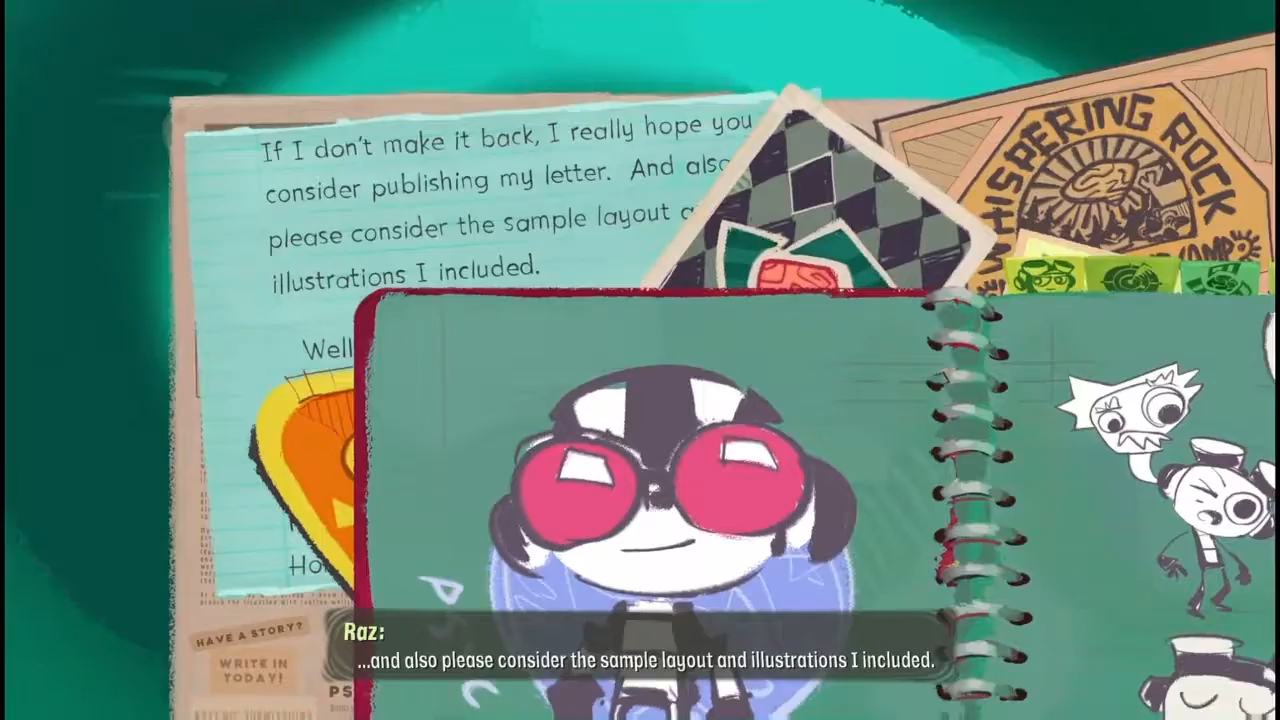 If I don't make it back, I really hope you
consider publishing my letter. And also
please consider the sample layout a
illustrations I included.
Well
Ho
WHISPERING ROCK
CAMP
HAVE A STORY?
WRITE IN
TODAY!
PS
Raz:
...and also please consider the sample layout and illustrations I included.